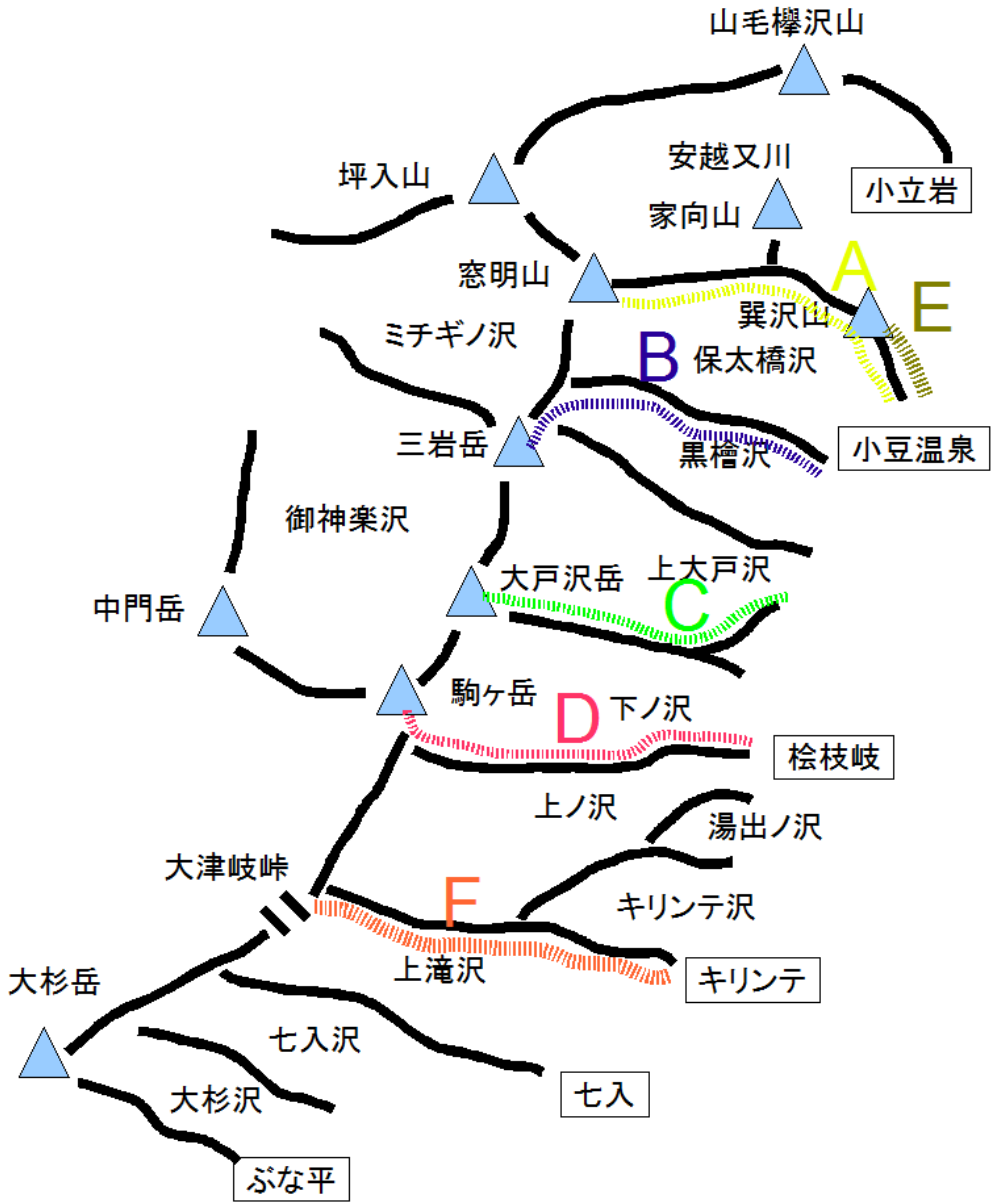 山毛欅沢山
安越又川
坪入山
小立岩
家向山
窓明山
A
E
巽沢山
ミチギノ沢
B
保太橋沢
三岩岳
黒檜沢
小豆温泉
御神楽沢
大戸沢岳
上大戸沢
中門岳
C
駒ヶ岳
D
下ノ沢
桧枝岐
上ノ沢
湯出ノ沢
大津岐峠
F
キリンテ沢
上滝沢
大杉岳
キリンテ
七入沢
大杉沢
七入
ぶな平